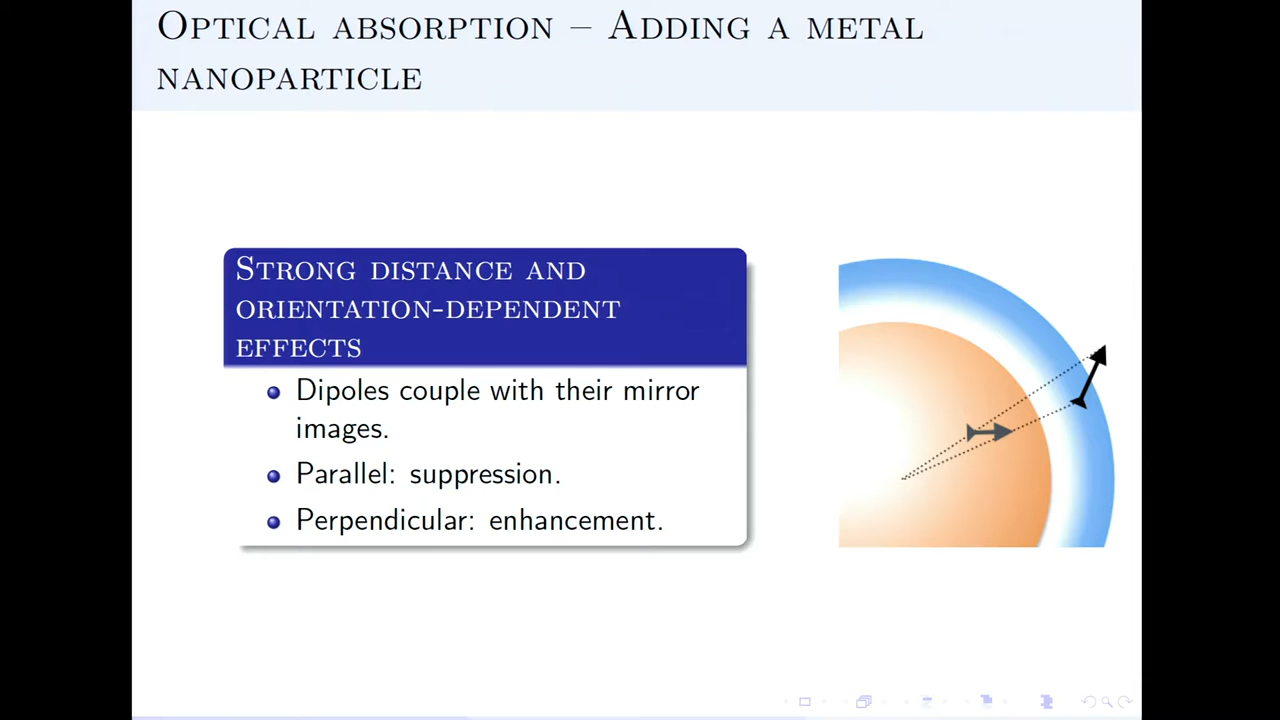 Optical absorption – Adding a metal
nanoparticle
Strong distance and
orientation-dependent
effects
Dipoles couple with their mirror
images.
Parallel: suppression.
Perpendicular: enhancement.